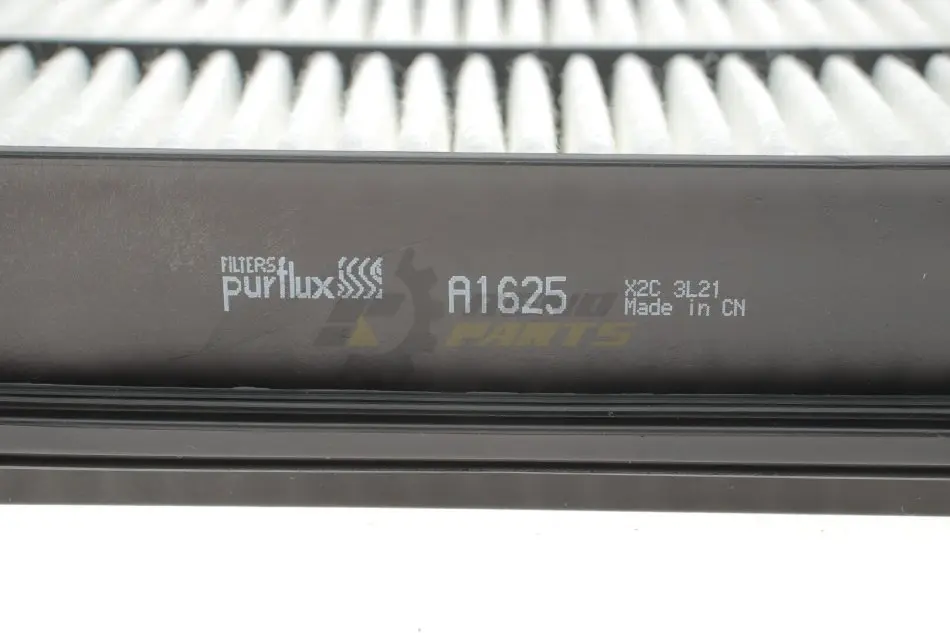 FILTERS
purflux
A1625
X2C 3L21
Made in CN
PARTS